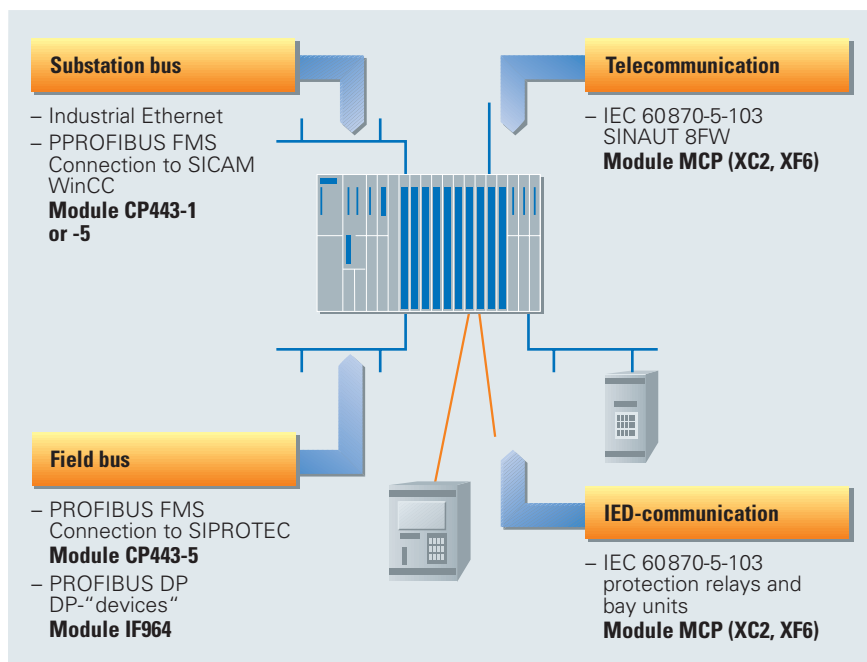 Substation bus
– Industrial Ethernet
– PPROFIBUS FMS
Connection to SICAM
WinCC
Module CP443-1
or -5
Telecommunication
– IEC 60870-5-103
SINAUT 8FW
Module MCP (XC2, XF6)
Field bus
– PROFIBUS FMS
Connection to SIPROTEC
Module CP443-5
– PROFIBUS DP
DP-“devices“
Module IF964
IED-communication
– IEC 60870-5-103
protection relays and
bay units
Module MCP (XC2, XF6)